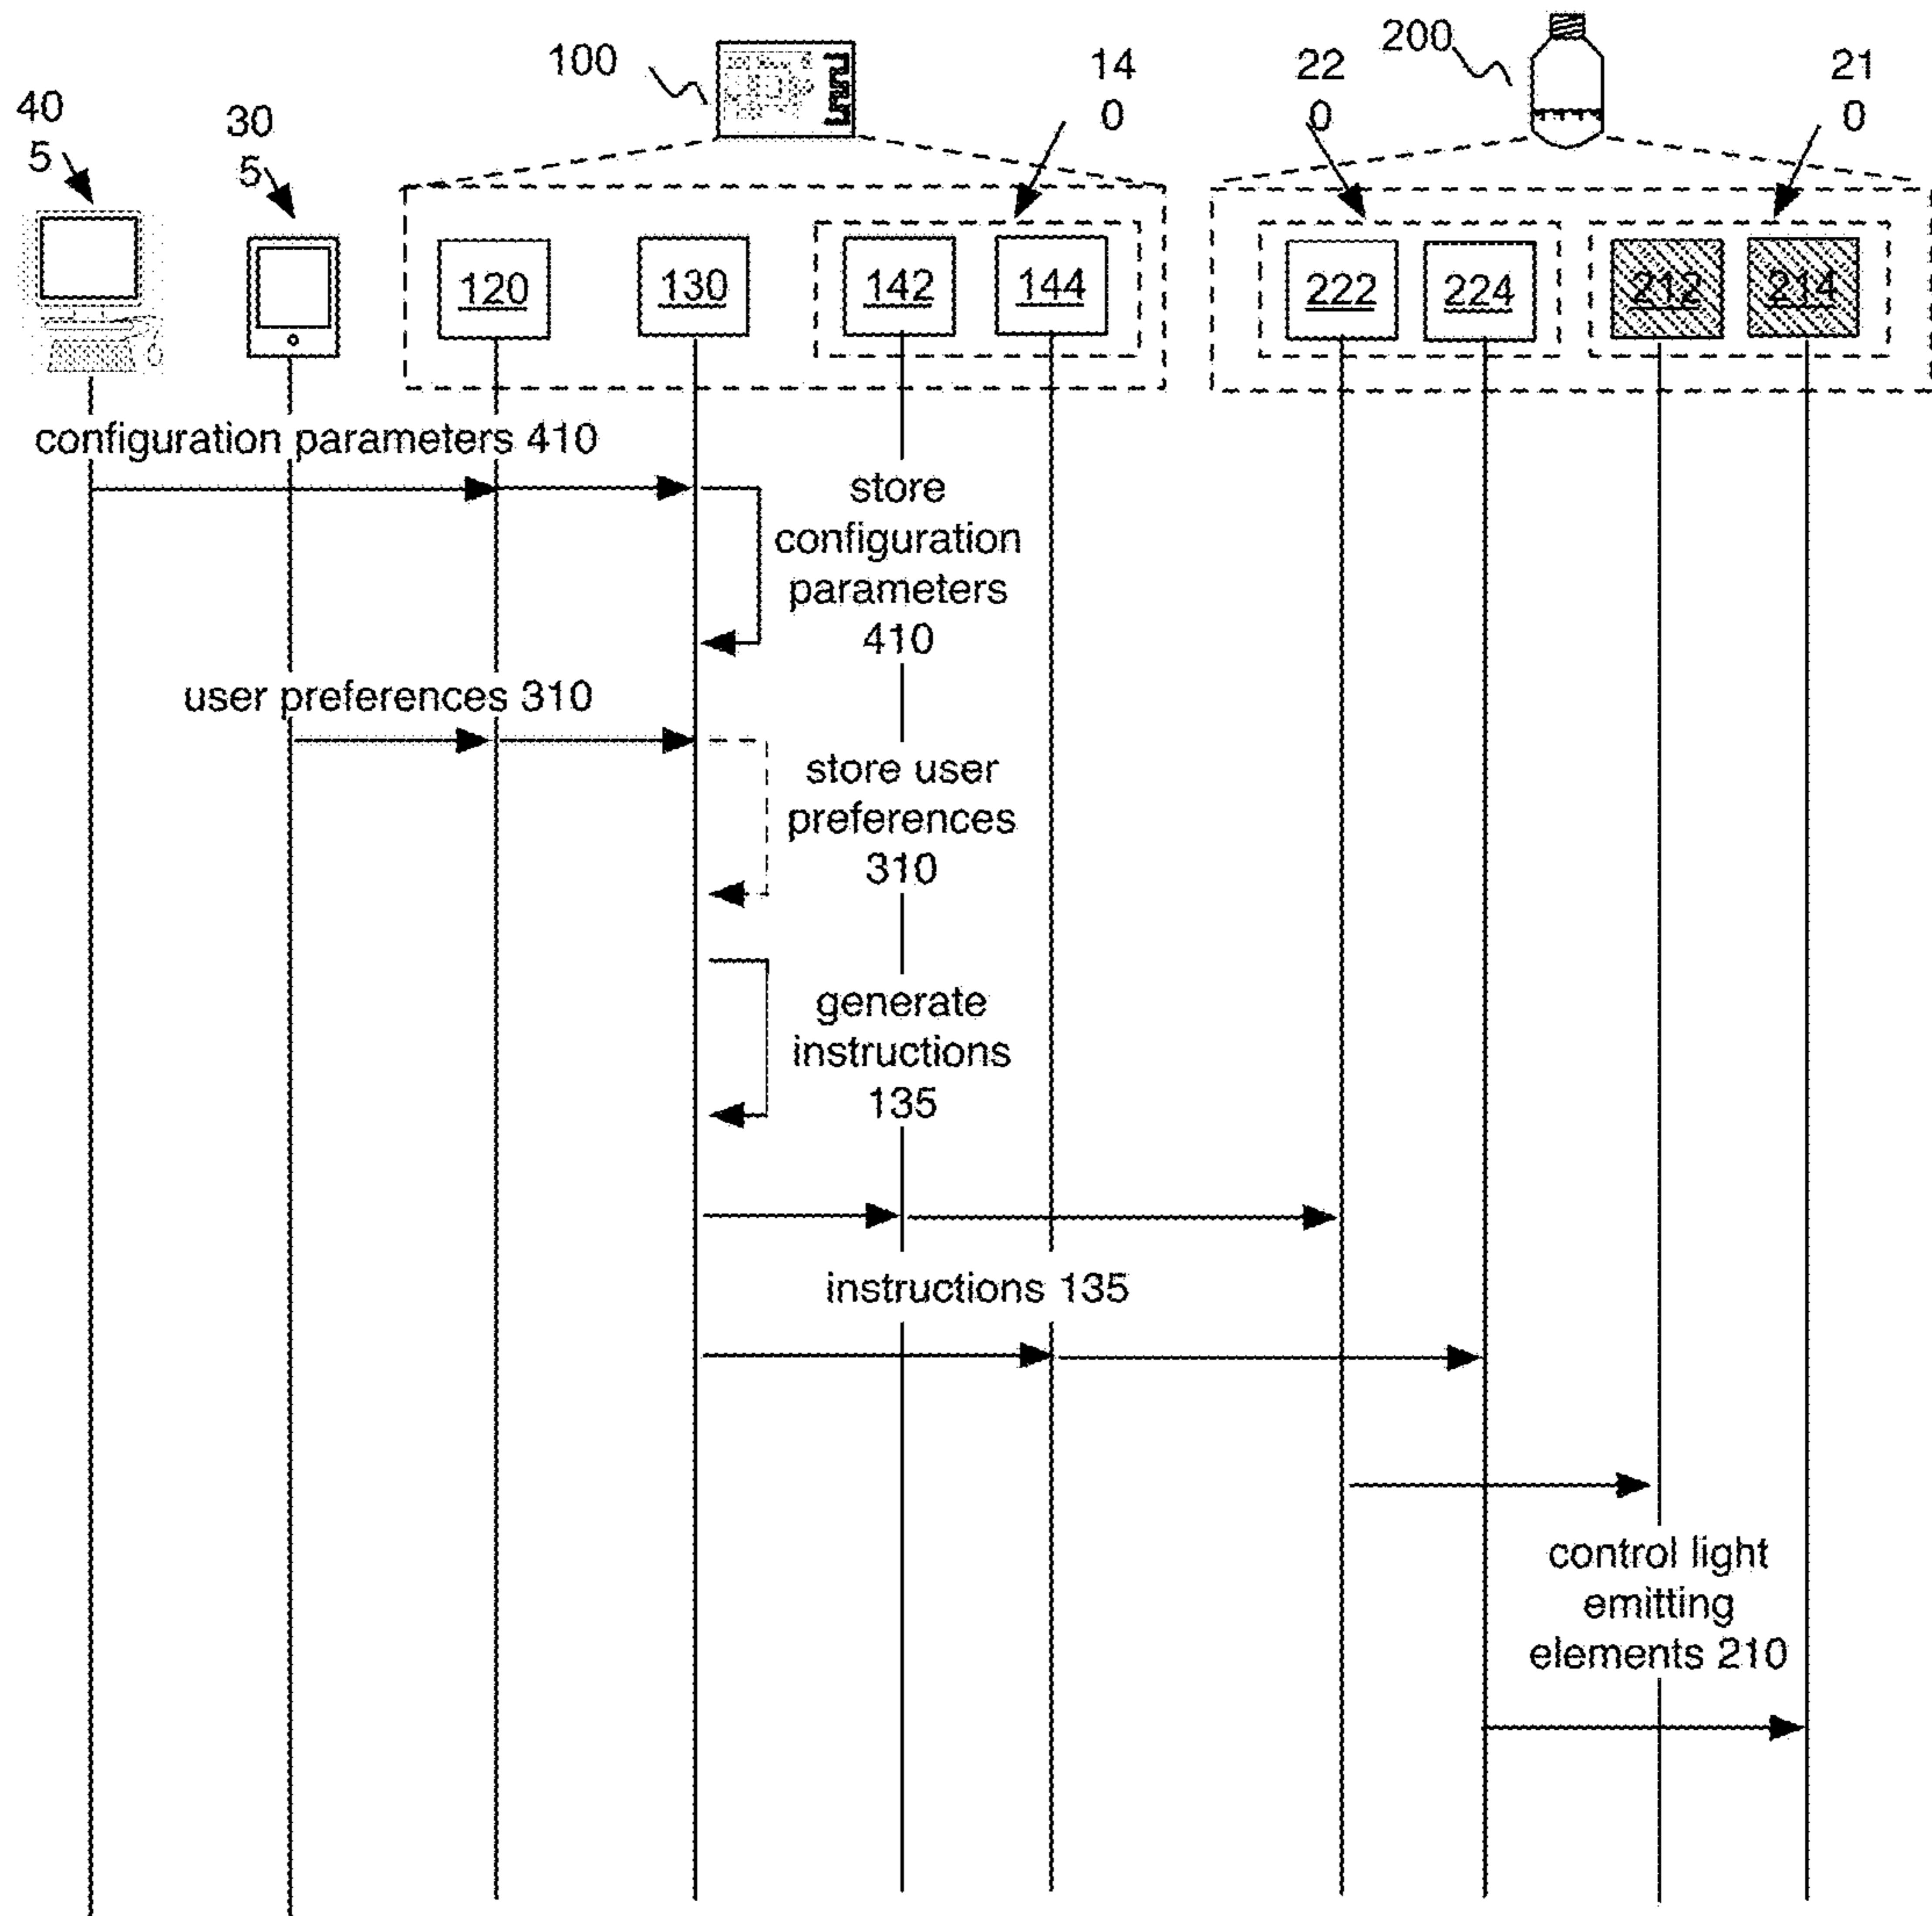 100
14
0
22
0
200
21
0
40
5
30
5
120
130
142
144
222
224
212
214
configuration parameters 410
store
configuration
parameters
410
user preferences 310
store user
preferences
310
generate
instructions
135
instructions 135
control light
emitting
elements 210